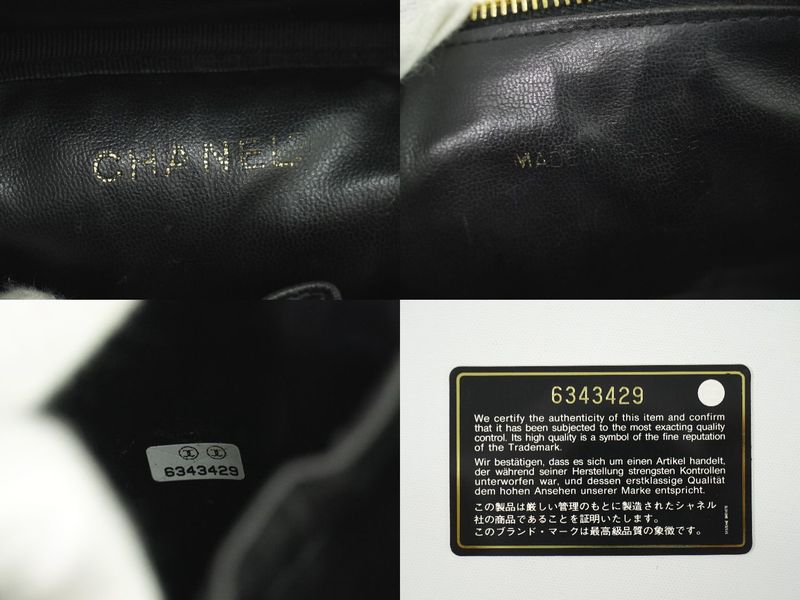 CHANEL
MADE
6343429
6343429
We certify the authenticity of this item and confirm
that it has been subjected to the most exacting quality
control. Its high quality is a symbol of the fine reputation
of the Trademark.
Wir bestätigen, dass es sich um einen Artikel handelt,
der während seiner Herstellung strengsten Kontrollen
unterworfen war, und dessen erstklassige Qualität
dem hohen Ansehen unserer Marke entspricht.
この製品は厳しい管理のもとに製造されたシャネル
社の商品であることを証明いたします。
このブランド・マークは最高級品質の象徴です。